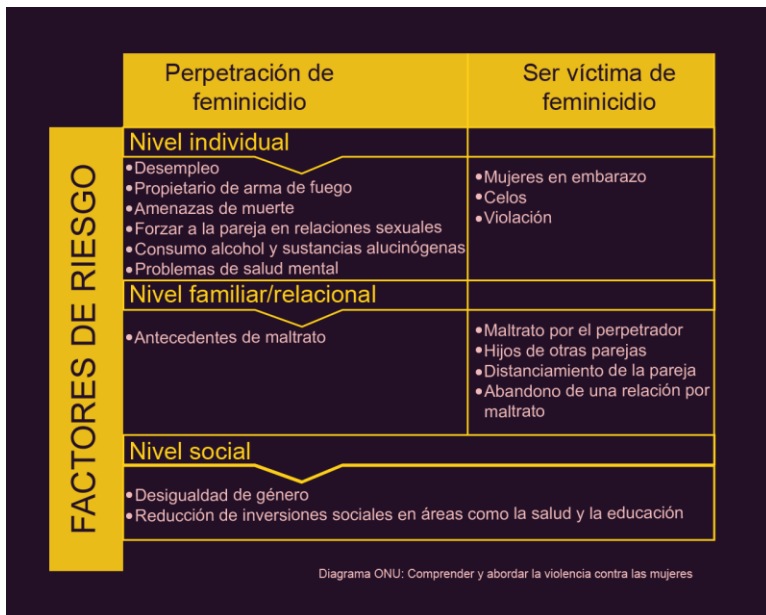 Perpetración de
feminicidio
Ser víctima de
feminicidio
FACTORES DE RIESGO
Nivel individual
•Desempleo
•Propietario de arma de fuego
•Amenazas de muerte
•Forzar a la pareja en relaciones sexuales
•Consumo alcohol y sustancias alucinógenas
•Problemas de salud mental
•Mujeres en embarazo
•Celos
•Violación
Nivel familiar/relacional
•Antecedentes de maltrato
•Maltrato por el perpetrador
•Hijos de otras parejas
•Distanciamiento de la pareja
•Abandono de una relación por
maltrato
Nivel social
•Desigualdad de género
•Reducción de inversiones sociales en áreas como la salud y la educación
Diagrama ONU: Comprender y abordar la violencia contra las mujeres